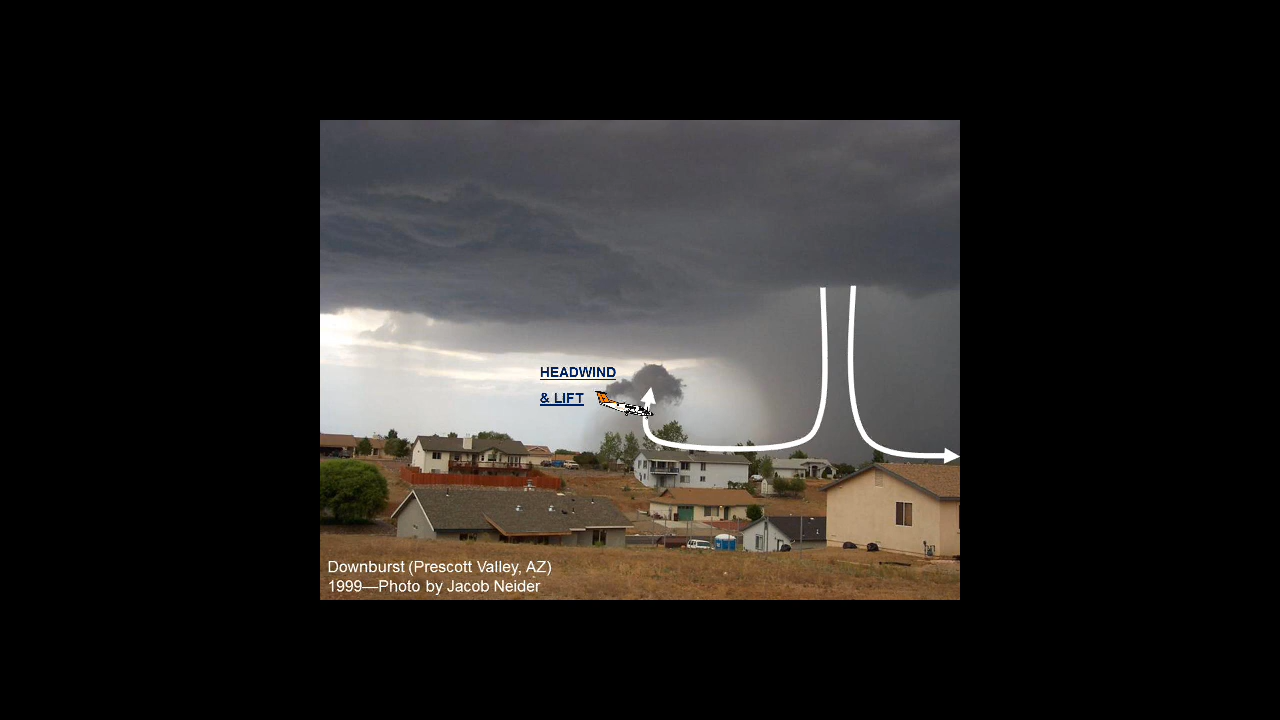 HEADWIND
& LIFT
Downburst (Prescott Valley, AZ)
1999—Photo by Jacob Neider